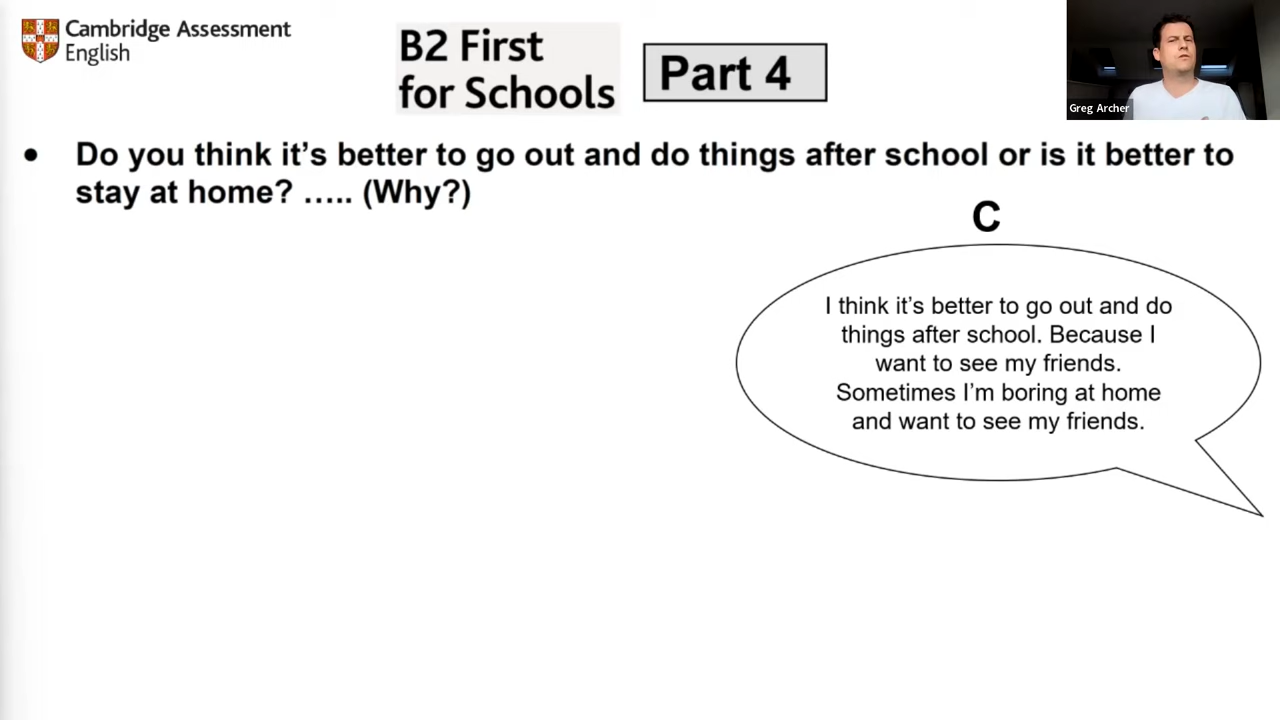 Cambridge Assessment
English
B2 First
for Schools
Part 4
Greg Archer
• Do you think it's better to go out and do things after school or is it better to
stay at home? ..... (Why?)
C
I think it's better to go out and do
things after school. Because I
want to see my friends.
Sometimes I'm boring at home
and want to see my friends.